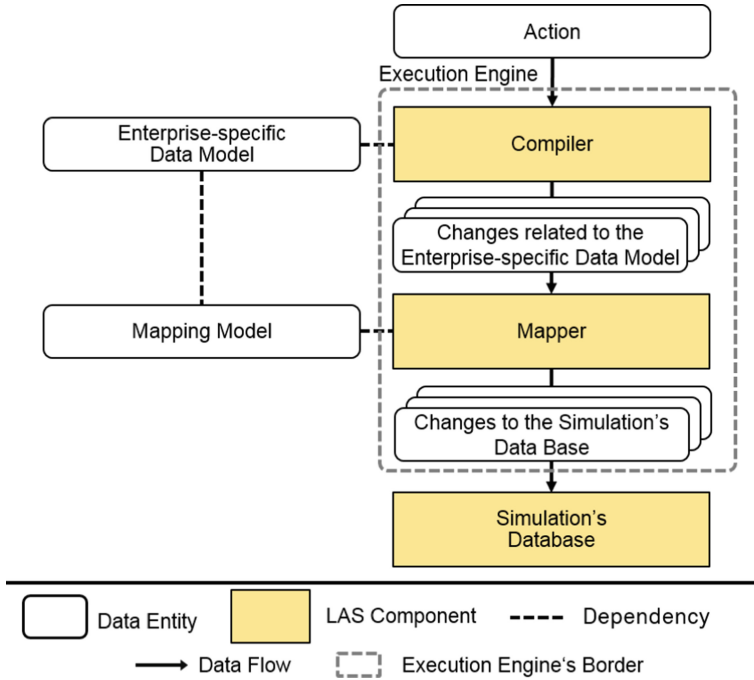 Action
Execution Engine
Enterprise-specific
Data Model
Compiler
Changes related to the
Enterprise-specific Data Model
Mapping Model
Mapper
Changes to the Simulation's
Data Base
Simulation's
Database
Data Entity
LAS Component
Dependency
Data Flow
Execution Engine's Border